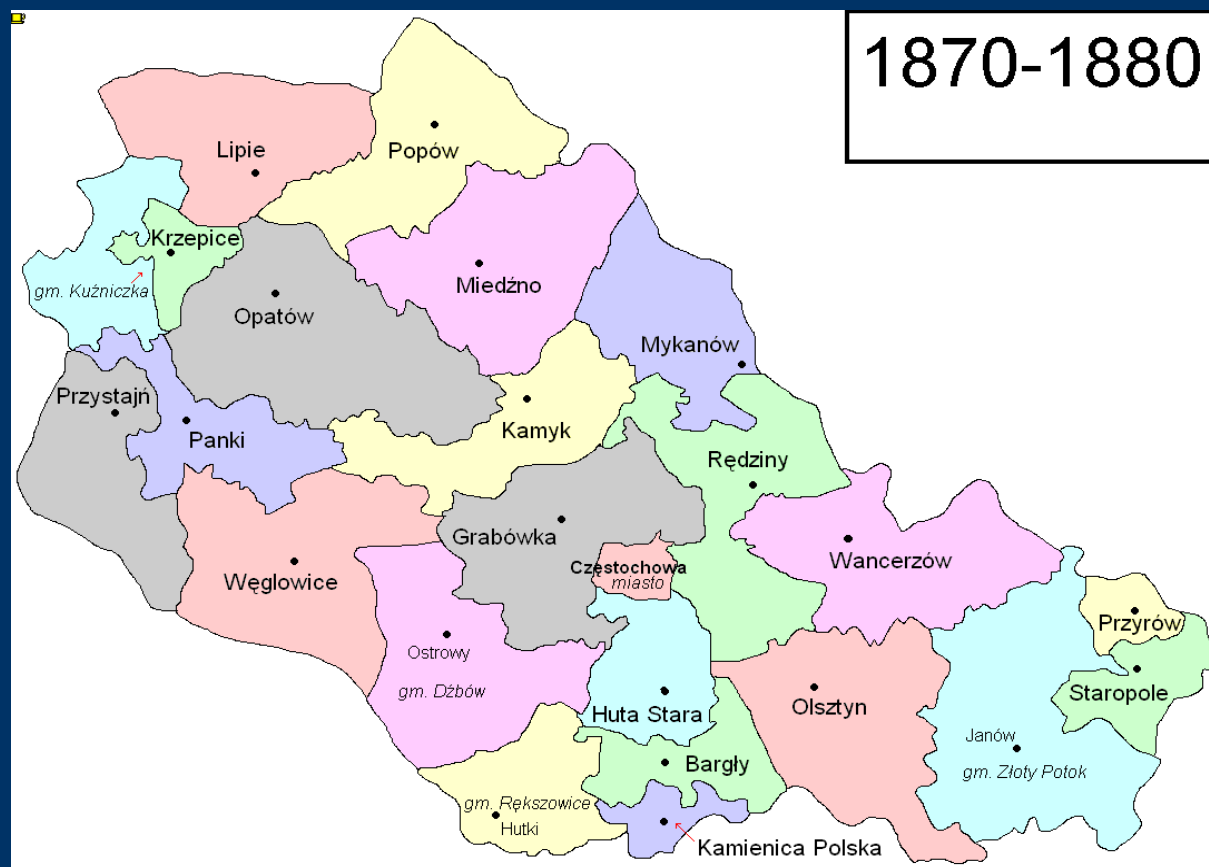 1870-1880
Lipie
Popów
Krzepice
gm. Kuźniczka
Miedźno
Opatów
Mykanów
Przystajń
Panki
Kamyk
Rędziny
Grabówka
Wancerzów
Częstochowa
miasto
Węglowice
Przyrów
Ostrowy
gm. Dźbów
Staropole
Huta Stara
Olsztyn
Janów
gm. Złoty Potok
Bargły
gm. Rększowice
Hutki
Kamienica Polska